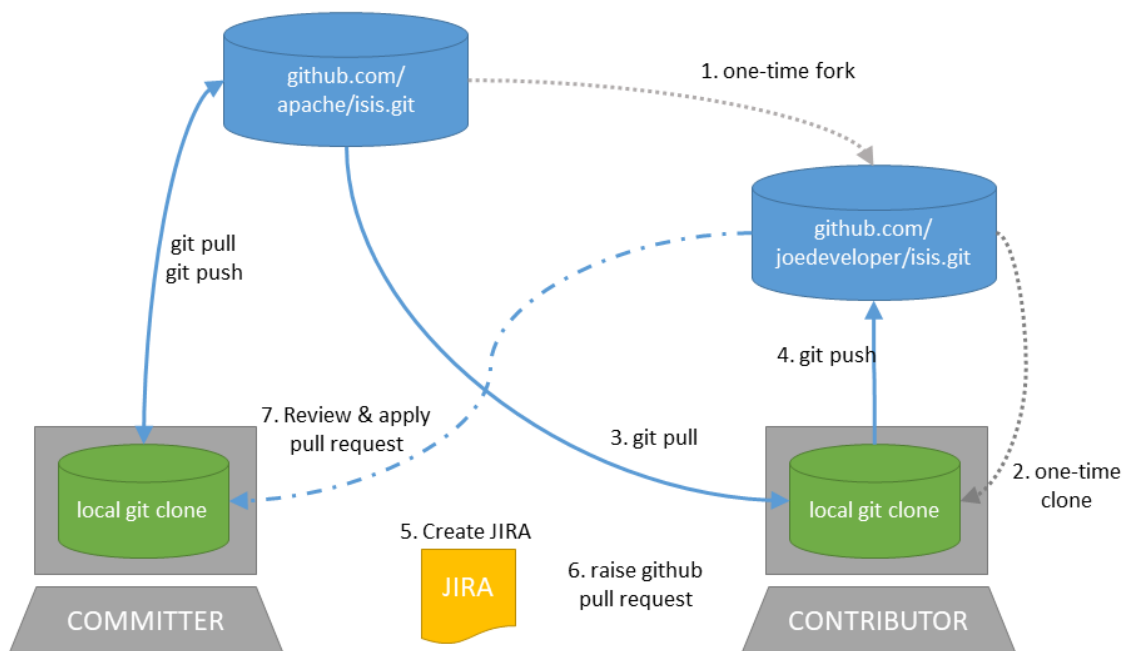 github.com/
apache/isis.git
1. one-time fork
github.com/
joedeveloper/isis.git
git pull
git push
4. git push
7. Review & apply
pull request
3. git pull
2. one-time
clone
local git clone
local git clone
5. Create JIRA
JIRA
6. raise github
pull request
COMMITTER
CONTRIBUTOR